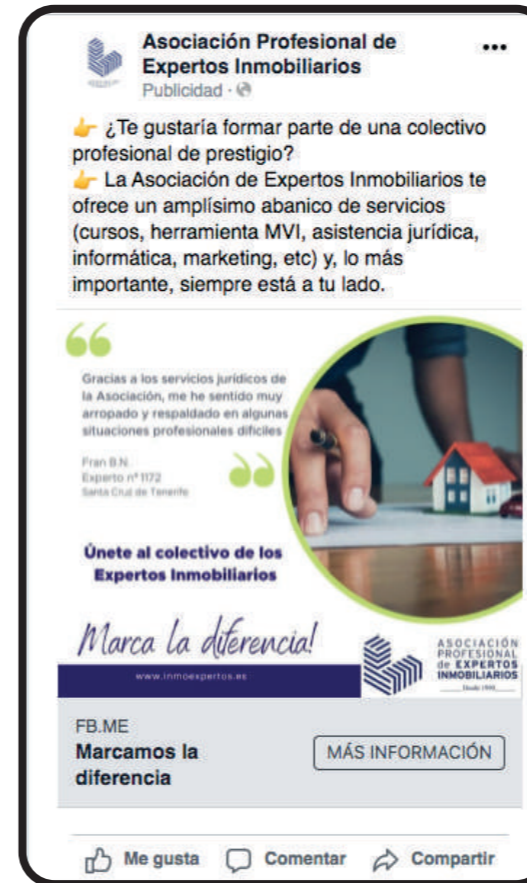 Asociación Profesional de
Expertos Inmobiliarios
Publicidad ·
¿Te gustaría formar parte de una colectivo
profesional de prestigio?
La Asociación de Expertos Inmobiliarios te
ofrece un amplísimo abanico de servicios
(cursos, herramienta MVI, asistencia jurídica,
informática, marketing, etc) y, lo más
importante, siempre está a tu lado.
Gracias a los servicios jurídicos de
la Asociación, me he sentido muy
arropado y respaldado en algunas
situaciones profesionales difíciles
Fran B.N.
Experto nº 1172
Santa Cruz de Tenerife
Únete al colectivo de los
Expertos Inmobiliarios
Marca la diferencia!
www.inmoexpertos.es
ASOCIACIÓN
PROFESIONAL
de EXPERTOS
INMOBILIARIOS
Desde 1990
FB.ME
Marcamos la
diferencia
MÁS INFORMACIÓN
Me gusta
Comentar
Compartir